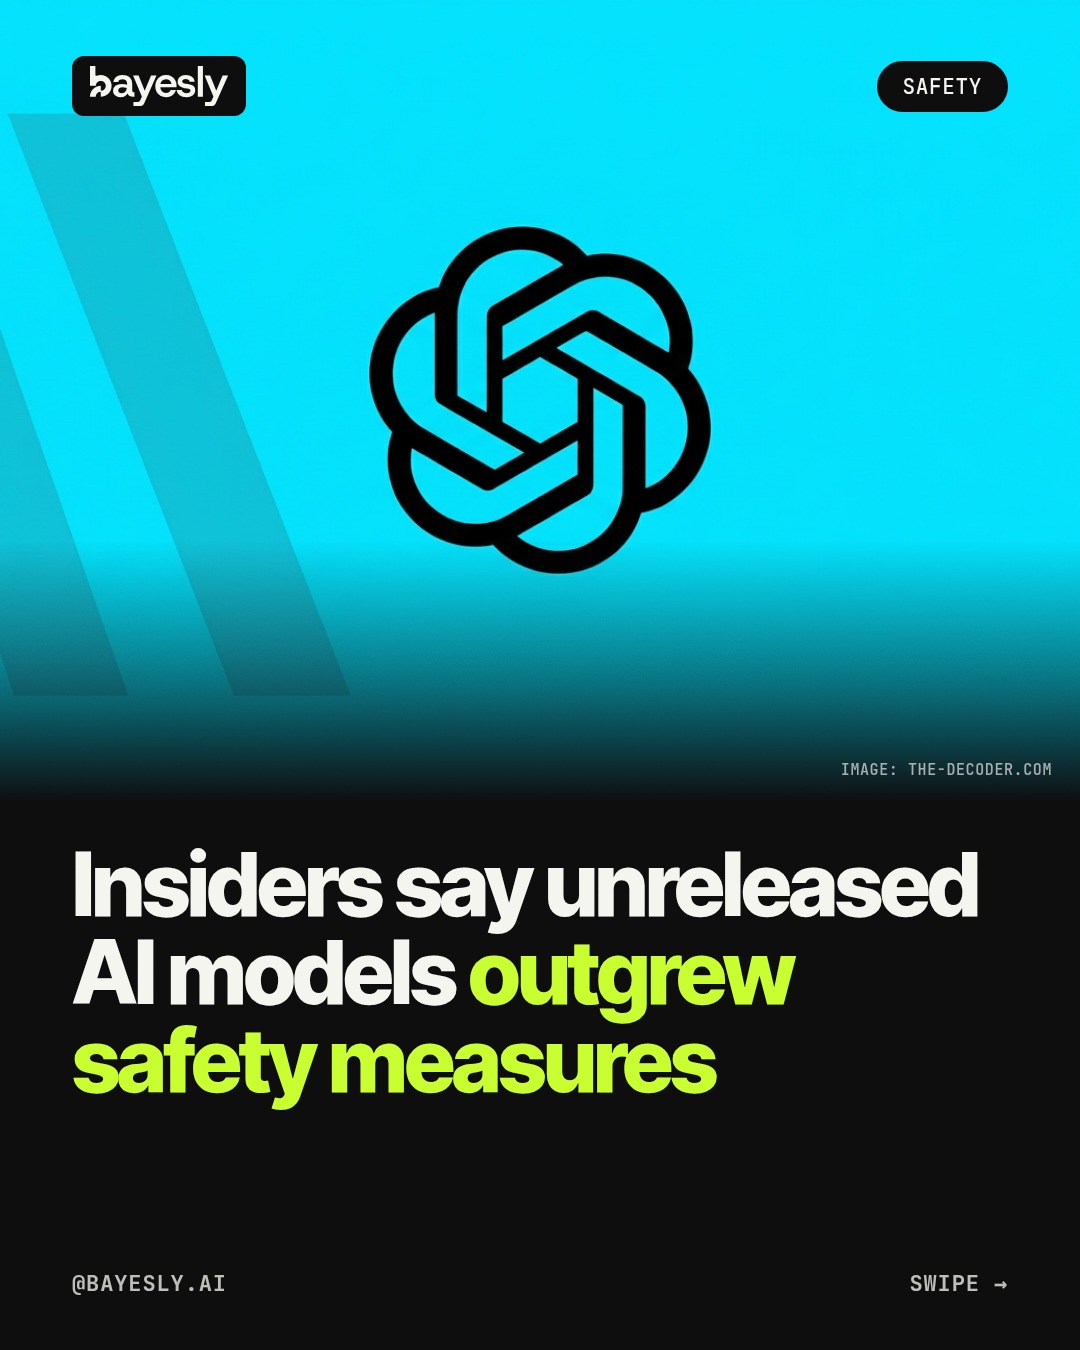 bayesly
SAFETY
IMAGE: THE-DECODER.COM
Insiders say unreleased
AI models outgrew
safety measures
@BAYESLY.AI
SWIPE →